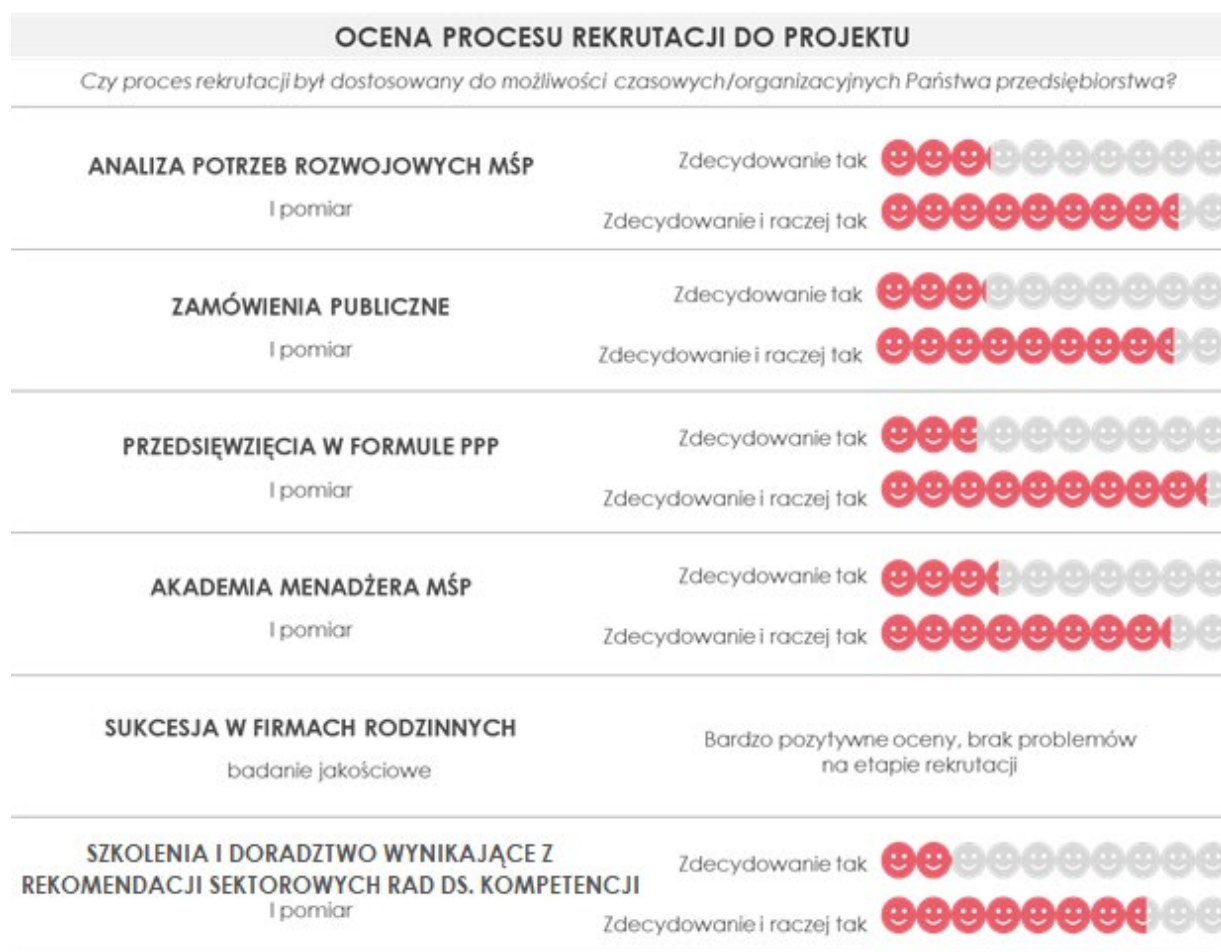 OCENA PROCESU REKRUTACJI DO PROJEKTU
Czy proces rekrutacji był dostosowany do możliwości czasowych/organizacyjnych Państwa przedsiębiorstwa?
ANALIZA POTRZEB ROZWOJOWYCH MŚP
I pomiar
Zdecydowanie tak
Zdecydowanie i raczej tak
ZAMÓWIENIA PUBLICZNE
I pomiar
Zdecydowanie tak
Zdecydowanie i raczej tak
PRZEDSIĘWZIĘCIA W FORMULE PPP
I pomiar
Zdecydowanie tak
Zdecydowanie i raczej tak
AKADEMIA MENADŻERA MŚP
I pomiar
Zdecydowanie tak
Zdecydowanie i raczej tak
SUKCESJA W FIRMACH RODZINNYCH
badanie jakościowe
Bardzo pozytywne oceny, brak problemów
na etapie rekrutacji
SZKOLENIA I DORADZTWO WYNIKAJĄCE Z
REKOMENDACJI SEKTOROWYCH RAD DS. KOMPETENCJI
I pomiar
Zdecydowanie tak
Zdecydowanie i raczej tak